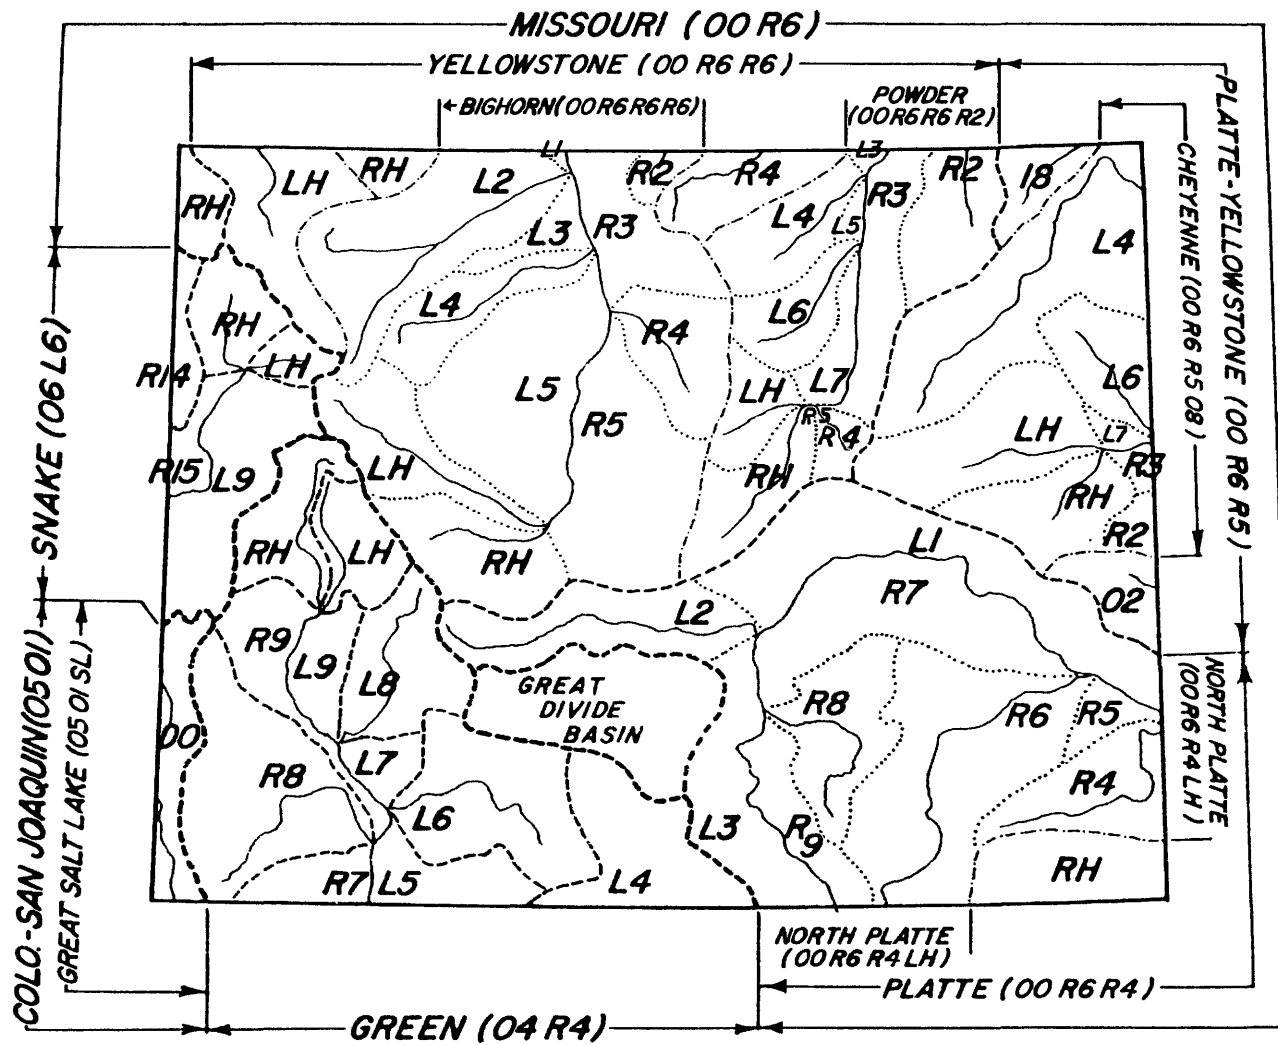 MISSOURI (00 R6)
YELLOWSTONE (00 R6 R6)
BIGHORN (00 R6 R6 R6)
POWDER
(00 R6 R6 R2)
PLATTE-YELLOWSTONE (00 R6 R5)
CHEYENNE (00 R6 R5 08)
L1
RH
LH
RH
L2
R2
R4
L3
R3
R2
18
L3
R3
L4
L5
L4
RH
L4
R4
L6
LH
R14
L5
R5
LH
L7
R5
R4
L6
LH
L7
R3
R15
L9
LH
RH
RH
R2
RH
LH
RH
L1
R7
02
SNAKE (06 L6)
L2
R9
L9
L8
GREAT
DIVIDE
BASIN
R8
R6
R5
00
L7
R8
L6
R4
L3
R9
R7
L5
L4
RH
NORTH PLATTE
(00 R6 R4 LH)
COLO.-SAN JOAQUIN (0501)
GREAT SALT LAKE (05 01 SL)
NORTH PLATTE
(00 R6 R4 LH)
PLATTE (00 R6 R4)
GREEN (04 R4)